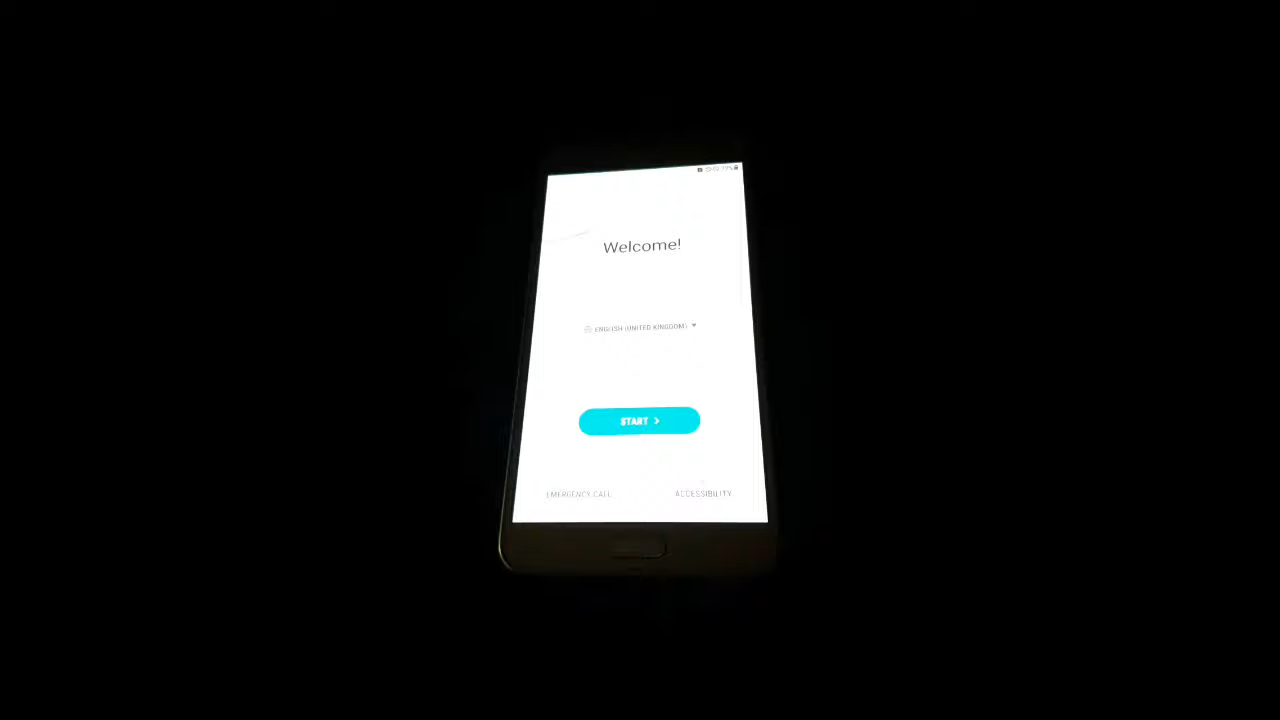 Welcome!
ENGLISH (UNITED KINGDOM)
START
EMERGENCY CALL
ACCESSIBILITY